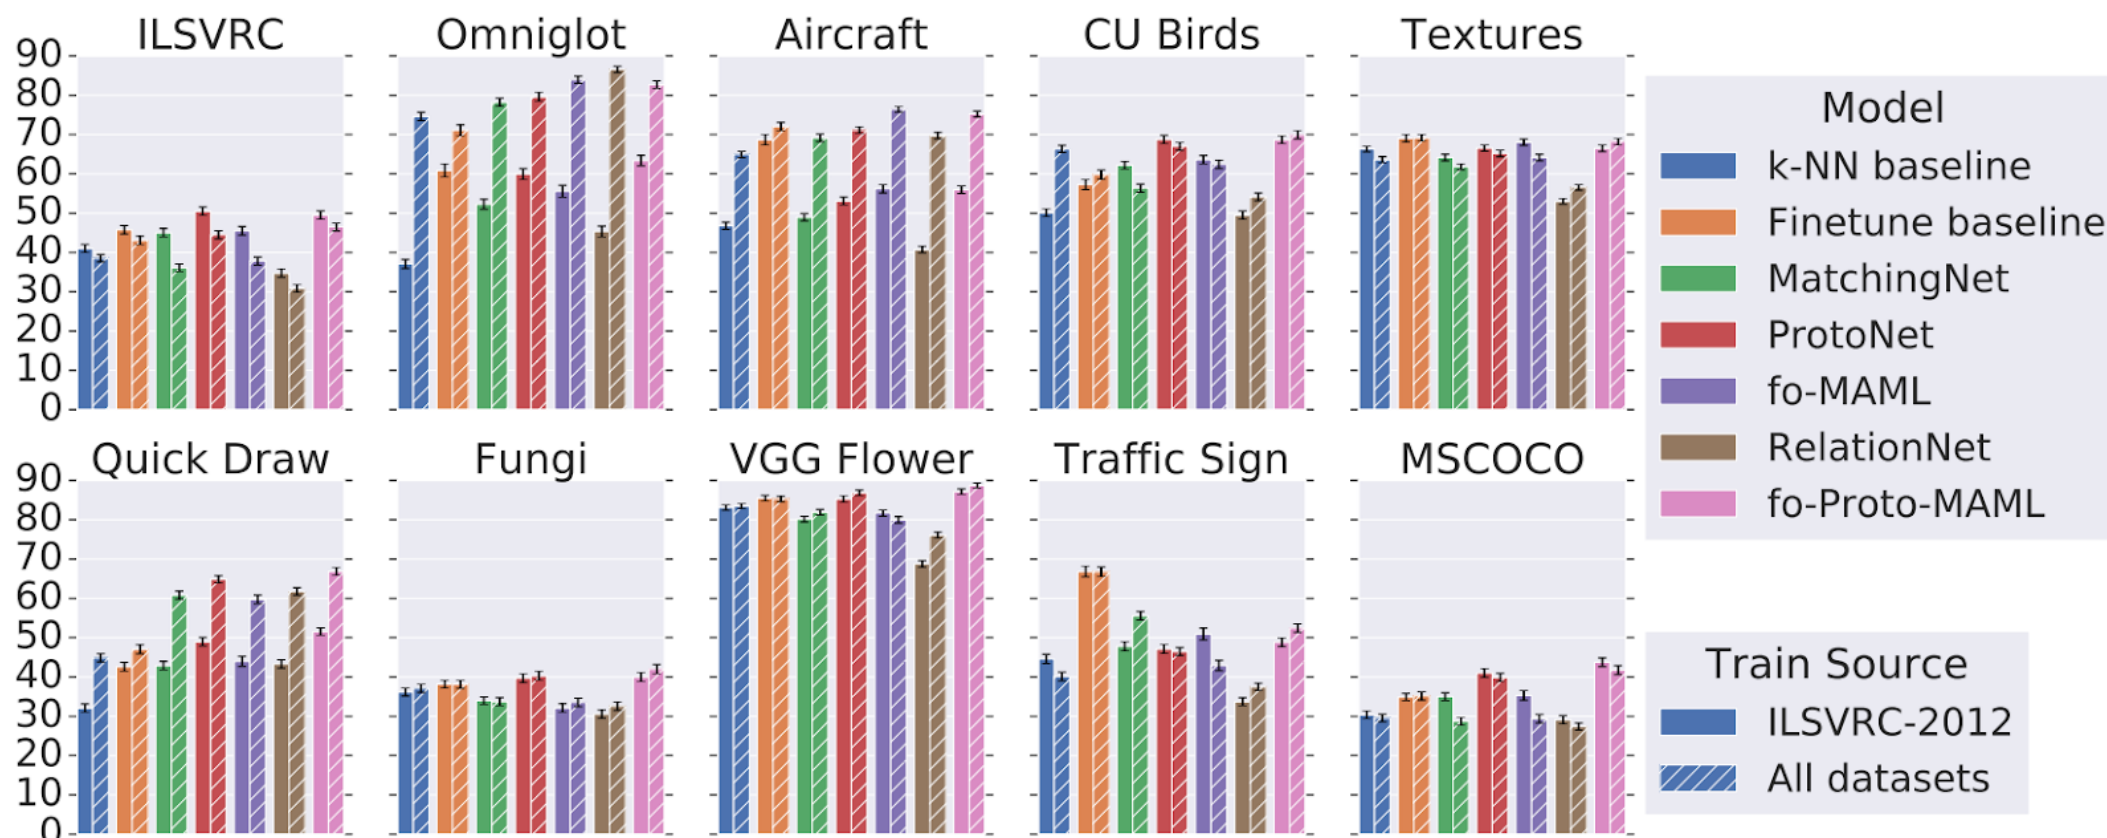 ILSVRC Omniglot Aircraft CU Birds Textures
90
80
70
60
50
40
30
20
10
0
Quick Draw Fungi VGG Flower Traffic Sign MSCOCO
90
80
70
60
50
40
30
20
10
0
Model
k-NN baseline
Finetune baseline
MatchingNet
ProtoNet
fo-MAML
RelationNet
fo-Proto-MAML
Train Source
ILSVRC-2012
All datasets